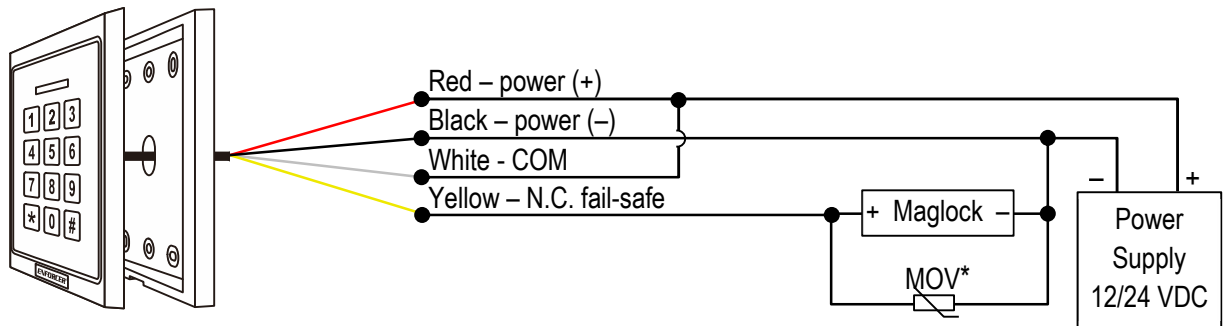 1 2 3
4 5 6
7 8 9
* 0 #
ENFORCER
Red – power (+)
Black – power (–)
White - COM
Yellow – N.C. fail-safe
+ Maglock –
MOV*
– +
Power
Supply
12/24 VDC